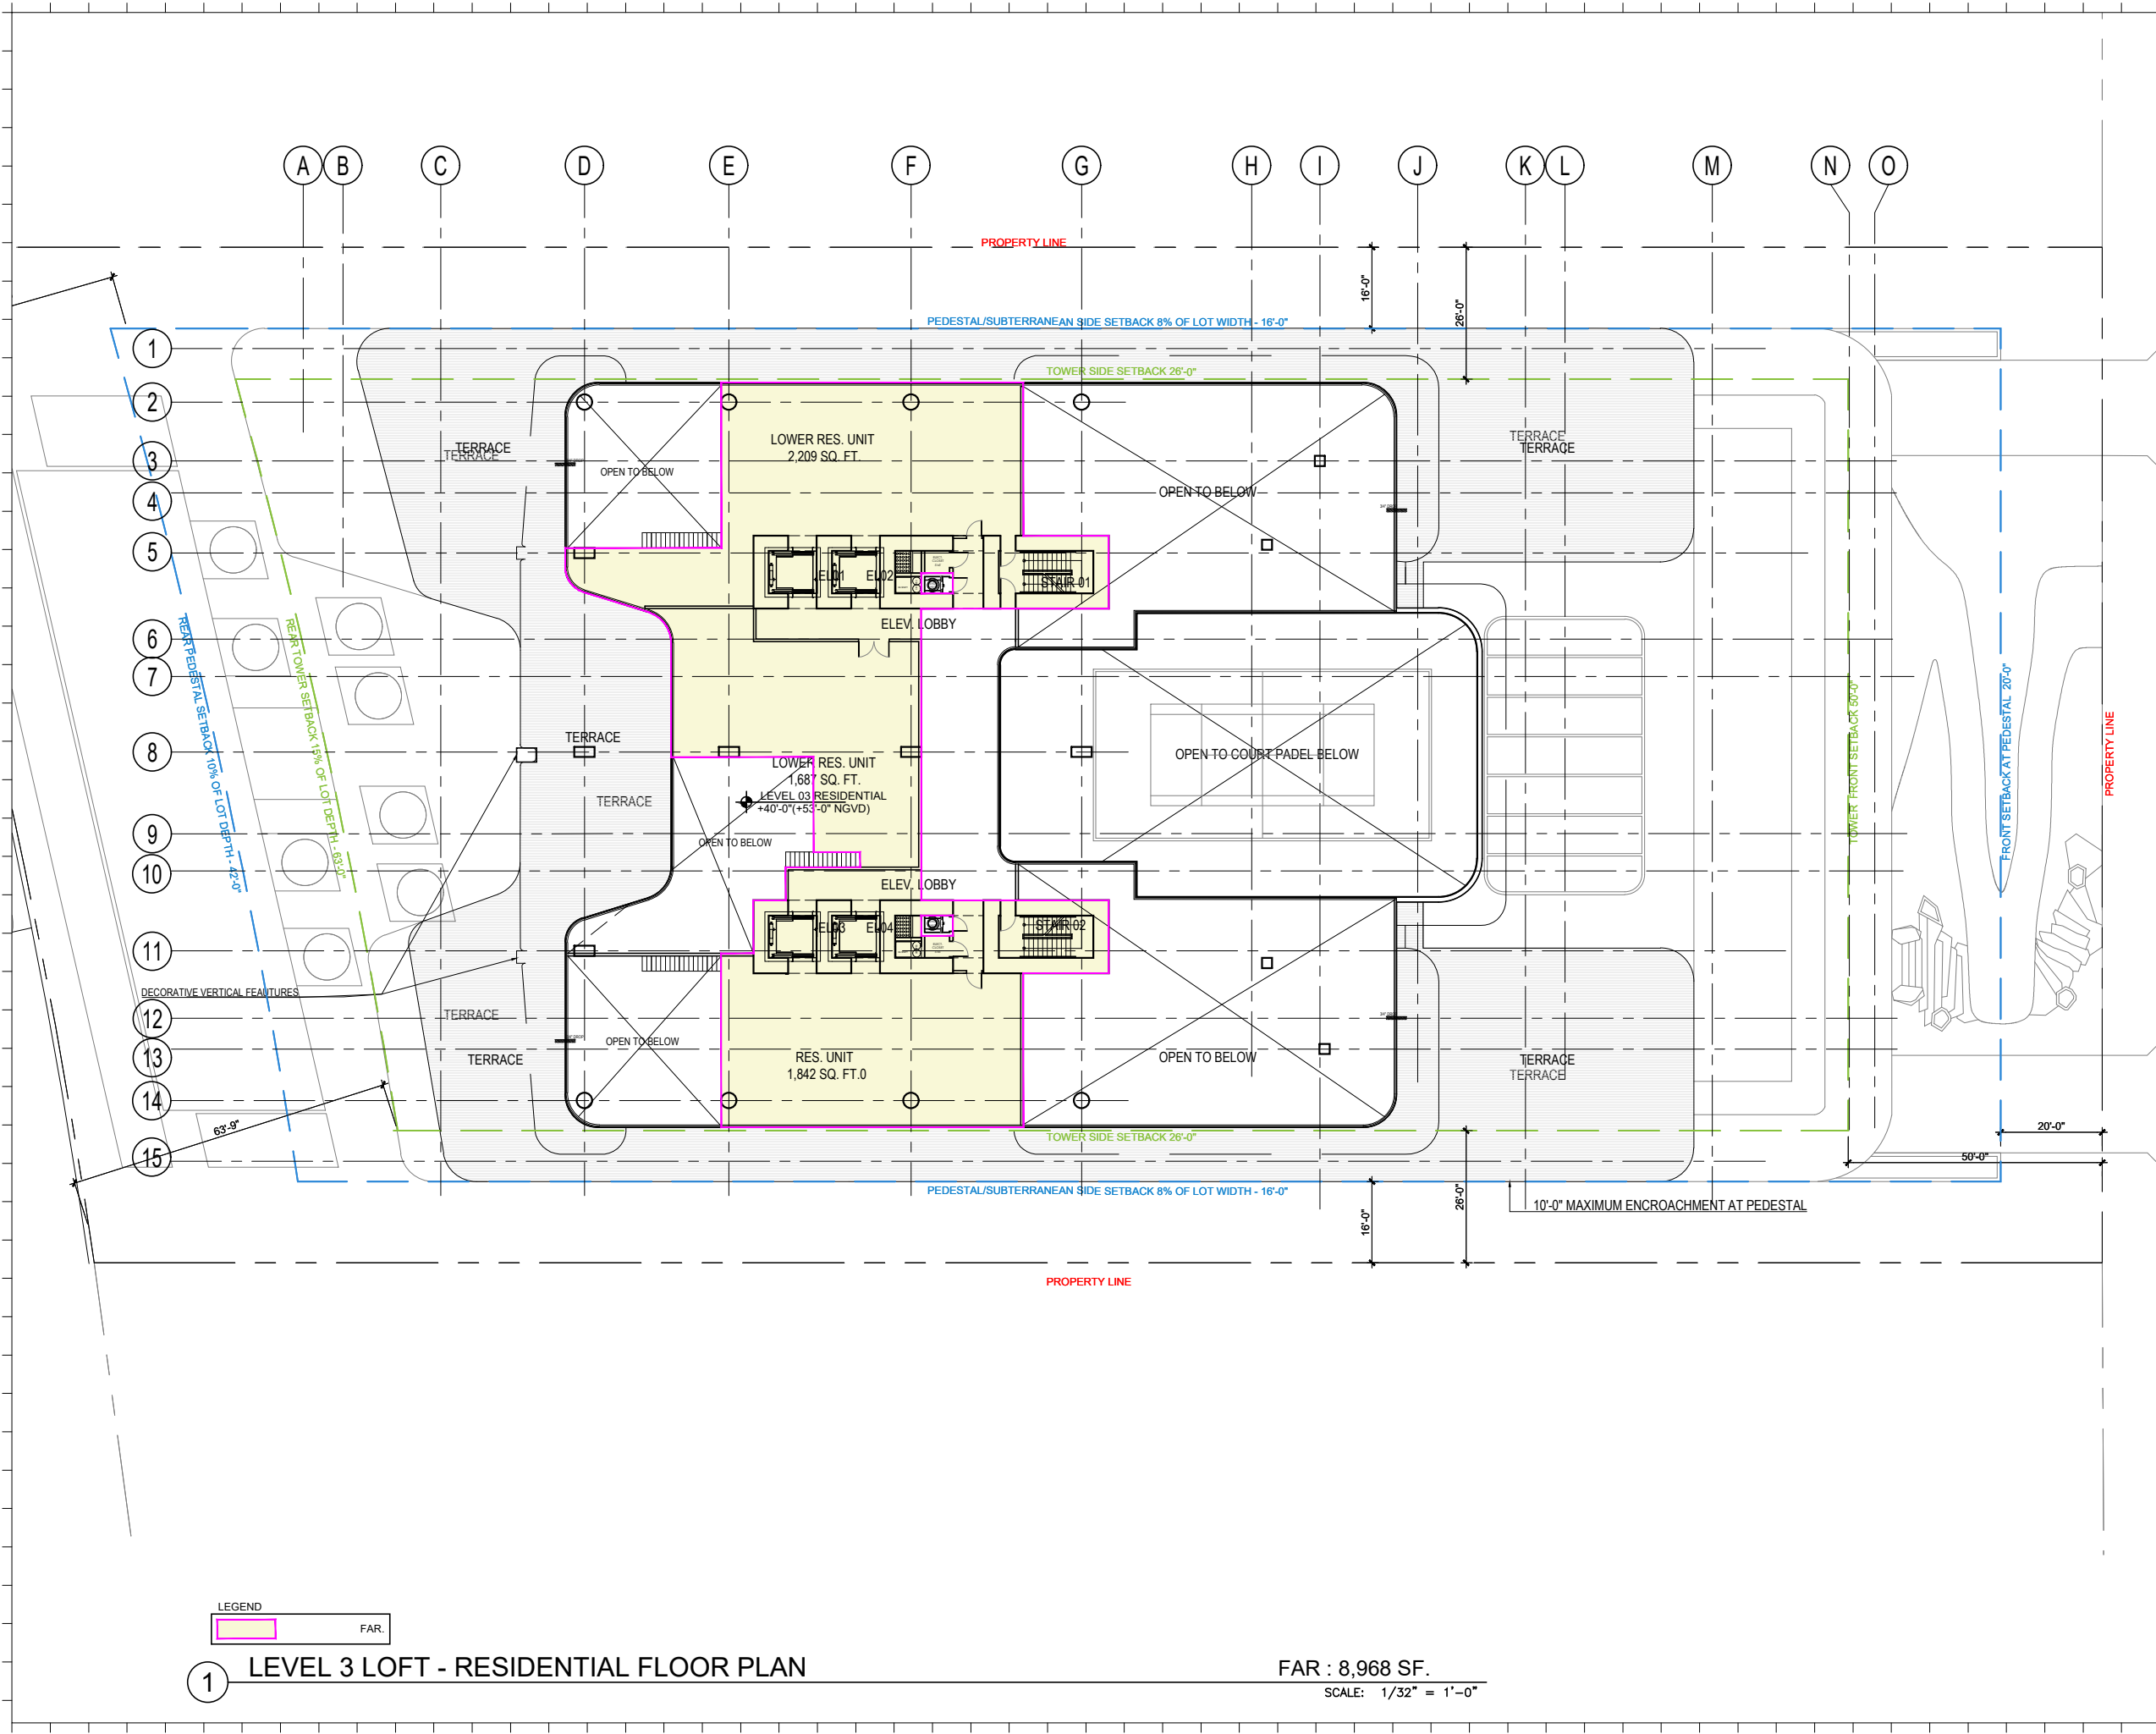 A
B
C
D
E
F
G
H
I
J
K
L
M
N
O
PROPERTY LINE
16'-0"
26'-0"
PEDESTAL/SUBTERRANEAN SIDE SETBACK 8% OF LOT WIDTH - 16'-0"
1
TOWER SIDE SETBACK 26'-0"
2
LOWER RES. UNIT
2,209 SQ. FT.
TERRACE
TERRACE
TERRACE
TERRACE
3
OPEN TO BELOW
OPEN TO BELOW
4
5
EL01
EL02
STAIR 01
ELEV. LOBBY
6
7
REAR PEDESTAL SETBACK 10% OF LOT DEPTH - 42'-0"
REAR TOWER SETBACK 15% OF LOT DEPTH - 63'-0"
TERRACE
8
OPEN TO COURT PADEL BELOW
LOWER RES. UNIT
1,687 SQ. FT.
LEVEL 03 RESIDENTIAL
+40'-0"(+53'-0" NGVD)
TERRACE
TOWER FRONT SETBACK 50'-0"
FRONT SETBACK AT PEDESTAL 20'-0"
PROPERTY LINE
9
OPEN TO BELOW
10
ELEV. LOBBY
EL03
EL04
STAIR 02
11
DECORATIVE VERTICAL FEAUTURES
TERRACE
12
OPEN TO BELOW
13
TERRACE
RES. UNIT
1,842 SQ. FT.0
OPEN TO BELOW
TERRACE
TERRACE
14
63'-9"
20'-0"
TOWER SIDE SETBACK 26'-0"
15
50'-0"
PEDESTAL/SUBTERRANEAN SIDE SETBACK 8% OF LOT WIDTH - 16'-0"
26'-0"
16'-0"
10'-0" MAXIMUM ENCROACHMENT AT PEDESTAL
PROPERTY LINE
LEGEND
FAR.
1
LEVEL 3 LOFT - RESIDENTIAL FLOOR PLAN
FAR : 8,968 SF.
SCALE: 1/32" = 1'-0"